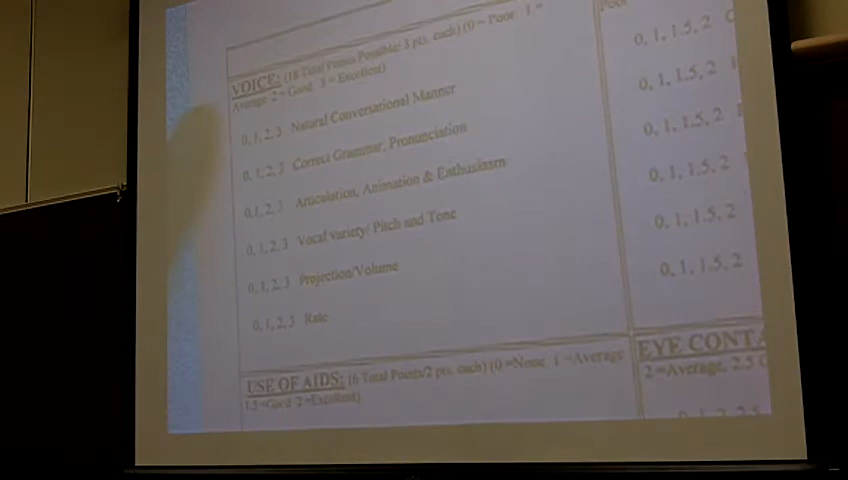 VOICE: (18 Total Points/Possible/ 3 pts. each) (0 = Poor 1 =
Average 2 = Good 3 = Excellent)
0, 1, 2, 3 Natural Conversational Manner
0, 1, 2, 3 Correct Grammar, Pronunciation
0, 1, 2, 3 Articulation, Animation & Enthusiasm
0, 1, 2, 3 Vocal variety/ Pitch and Tone
0, 1, 2, 3 Projection/Volume
0, 1, 2, 3 Rate
USE OF AIDS: (6 Total Points/2 pts. each) (0 =None 1 =Average
1.5 =Good 2 =Excellent)
Poor
0, 1, 1.5, 2
0, 1, 1.5, 2
0, 1, 1.5, 2
0, 1, 1.5, 2
0, 1, 1.5, 2
0, 1, 1.5, 2
EYE CONTA
2 =Average, 2.5